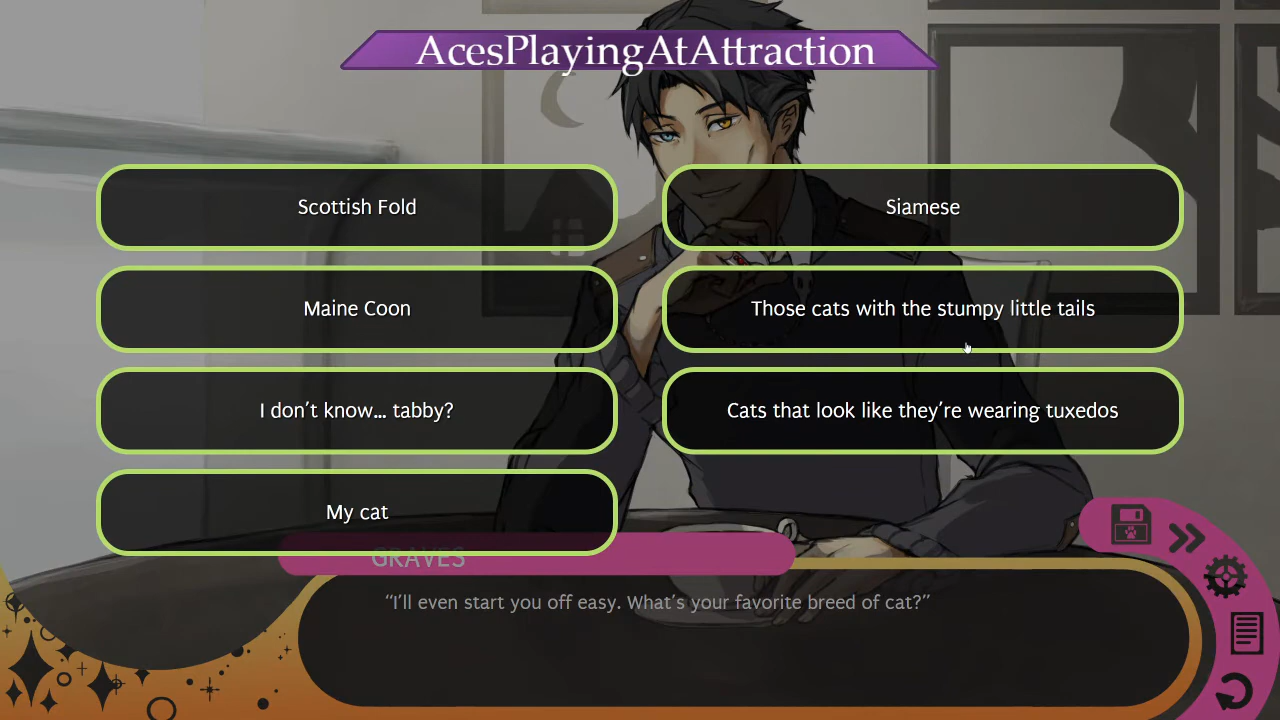 AcesPlayingAtAttraction
Scottish Fold
Siamese
Maine Coon
Those cats with the stumpy little tails
I don't know... tabby?
Cats that look like they're wearing tuxedos
My cat
GRAVES
“I'll even start you off easy. What's your favorite breed of cat?”